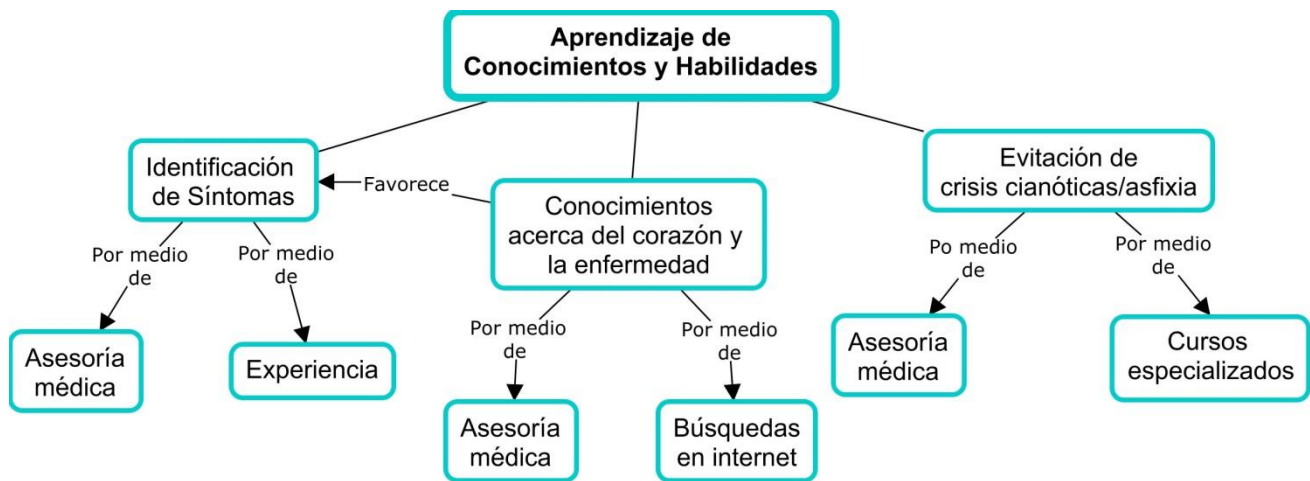 Aprendizaje de
Conocimientos y Habilidades
Identificación
de Síntomas
Favorece
Conocimientos
acerca del corazón y
la enfermedad
Evitación de
crisis cianóticas/asfixia
Por medio
de
Por medio
de
Por medio
de
Por medio
de
Po medio
de
Por medio
de
Asesoría
médica
Experiencia
Asesoría
médica
Búsquedas
en internet
Asesoría
médica
Cursos
especializados